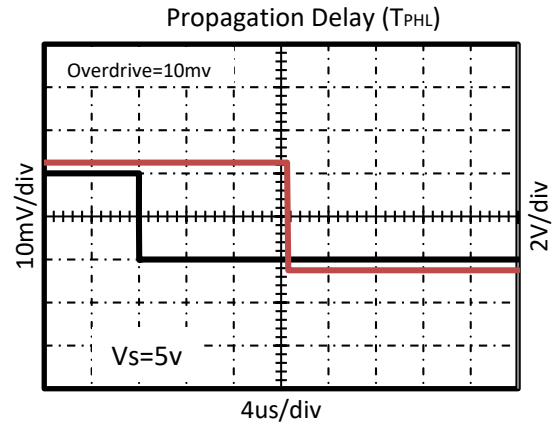 Propagation Delay (TPHL)
Overdrive=10mv
10mV/div
2V/div
Vs=5v
4us/div